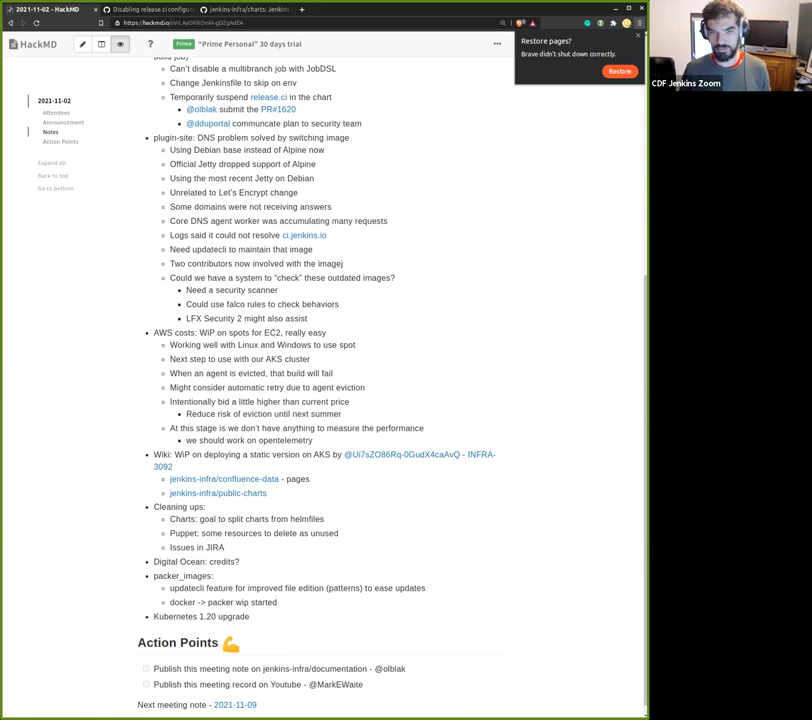 2021-11-02 - HackMD
Disabling release.ci configur
jenkins-infra/charts: Jenkins
https://hackmd.io/
HackMD
Prime
"Prime Personal" 30 days trial
Restore pages?
Brave didn't shut down correctly.
Restore
CDF Jenkins Zoom
2021-11-02
Attendees
Announcement
Notes
Action Points
Expand all
Back to top
Go to bottom
build job)
Can't disable a multibranch job with JobDSL
Change Jenkinsfile to skip on env
Temporarily suspend release.ci in the chart
@olblak submit the PR#1620
@dduportal communcate plan to security team
plugin-site: DNS problem solved by switching image
Using Debian base instead of Alpine now
Official Jetty dropped support of Alpine
Using the most recent Jetty on Debian
Unrelated to Let's Encrypt change
Some domains were not receiving answers
Core DNS agent worker was accumulating many requests
Logs said it could not resolve ci.jenkins.io
Need updatecli to maintain that image
Two contributors now involved with the imagej
Could we have a system to "check" these outdated images?
Need a security scanner
Could use falco rules to check behaviors
LFX Security 2 might also assist
AWS costs: WiP on spots for EC2, really easy
Working well with Linux and Windows to use spot
Next step to use with our AKS cluster
When an agent is evicted, that build will fail
Might consider automatic retry due to agent eviction
Intentionally bid a little higher than current price
Reduce risk of eviction until next summer
At this stage is we don't have anything to measure the performance
we should work on opentelemetry
Wiki: WiP on deploying a static version on AKS by @Ui7sZO86Rq-0GudX4caAvQ - INFRA-
3092
jenkins-infra/confluence-data - pages
jenkins-infra/public-charts
Cleaning ups:
Charts: goal to split charts from helmfiles
Puppet: some resources to delete as unused
Issues in JIRA
Digital Ocean: credits?
packer_images:
updatecli feature for improved file edition (patterns) to ease updates
docker -> packer wip started
Kubernetes 1.20 upgrade
Action Points 💪
Publish this meeting note on jenkins-infra/documentation - @olblak
Publish this meeting record on Youtube - @MarkEWaite
Next meeting note - 2021-11-09